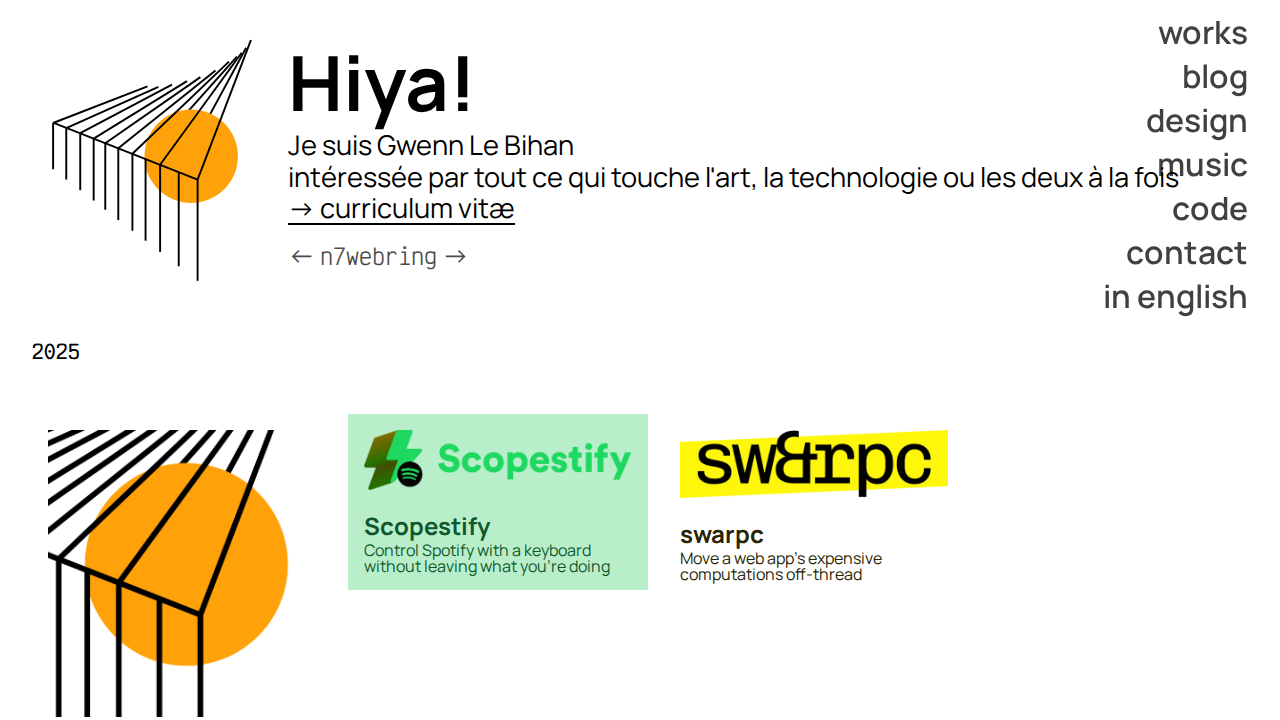 Hiya!
Je suis Gwenn Le Bihan
intéressée par tout ce qui touche l'art, la technologie ou les deux à la fois
→ curriculum vitæ
← n7webring →
works
blog
design
music
code
contact
in english
2025
Scopestify
Scopestify
Control Spotify with a keyboard
without leaving what you're doing
sw&rpc
swarpc
Move a web app's expensive
computations off-thread